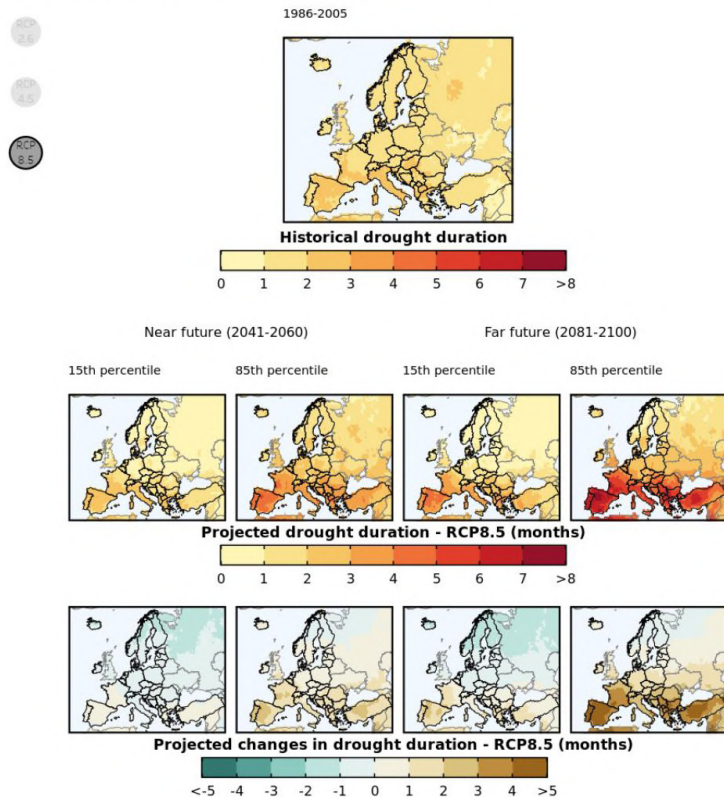 RCP
2.6
RCP
4.5
RCP
8.5
1986-2005
Historical drought duration
0 1 2 3 4 5 6 7 >8
Near future (2041-2060) Far future (2081-2100)
15th percentile 85th percentile 15th percentile 85th percentile
Projected drought duration - RCP8.5 (months)
0 1 2 3 4 5 6 7 >8
Projected changes in drought duration - RCP8.5 (months)
<-5 -4 -3 -2 -1 0 1 2 3 4 >5